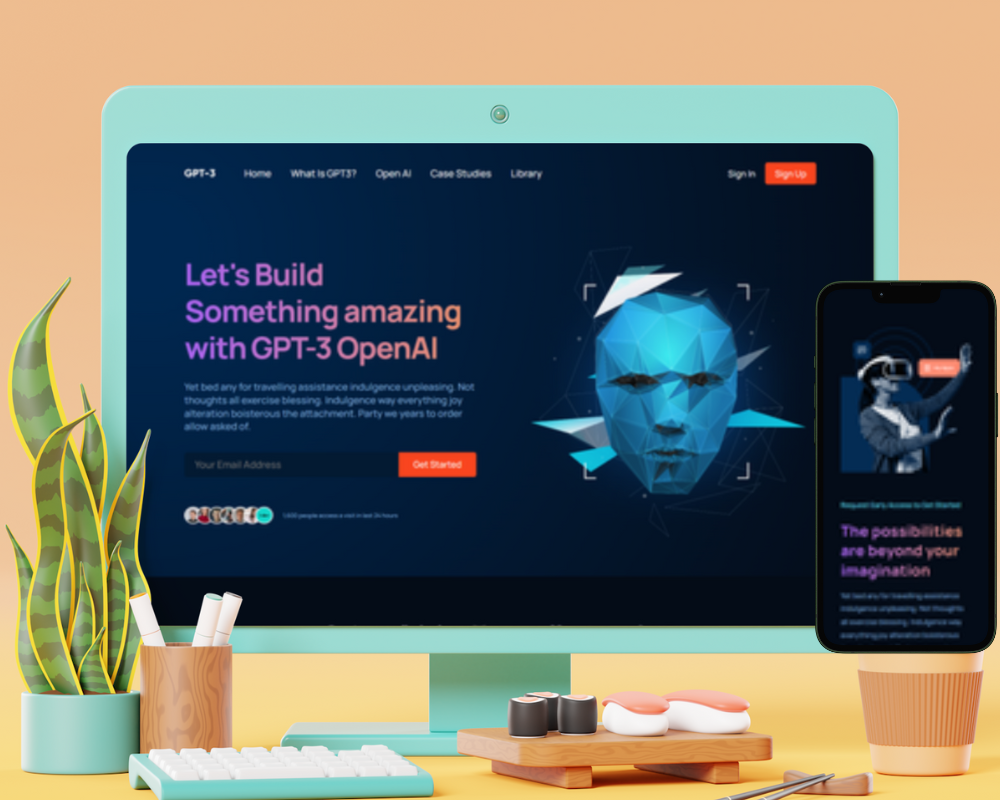 GPT-3 Home What Is GPT3? Open AI Case Studies Library Sign In Sign Up
Let's Build
Something amazing
with GPT-3 OpenAI
Yet bed any for travelling assistance indulgence unpleasing. Not
thoughts all exercise blessing. Indulgence way everything joy
alteration boisterous the attachment. Party we years to order
allow asked of.
Your Email Address Get Started
1,600 people access a visit in last 24 hours
Request Early Access to Get Started
The possibilities
are beyond your
imagination
Yet bed any for travelling assistance
indulgence unpleasing. Not thoughts
all exercise blessing. Indulgence way
everything joy alteration boisterous